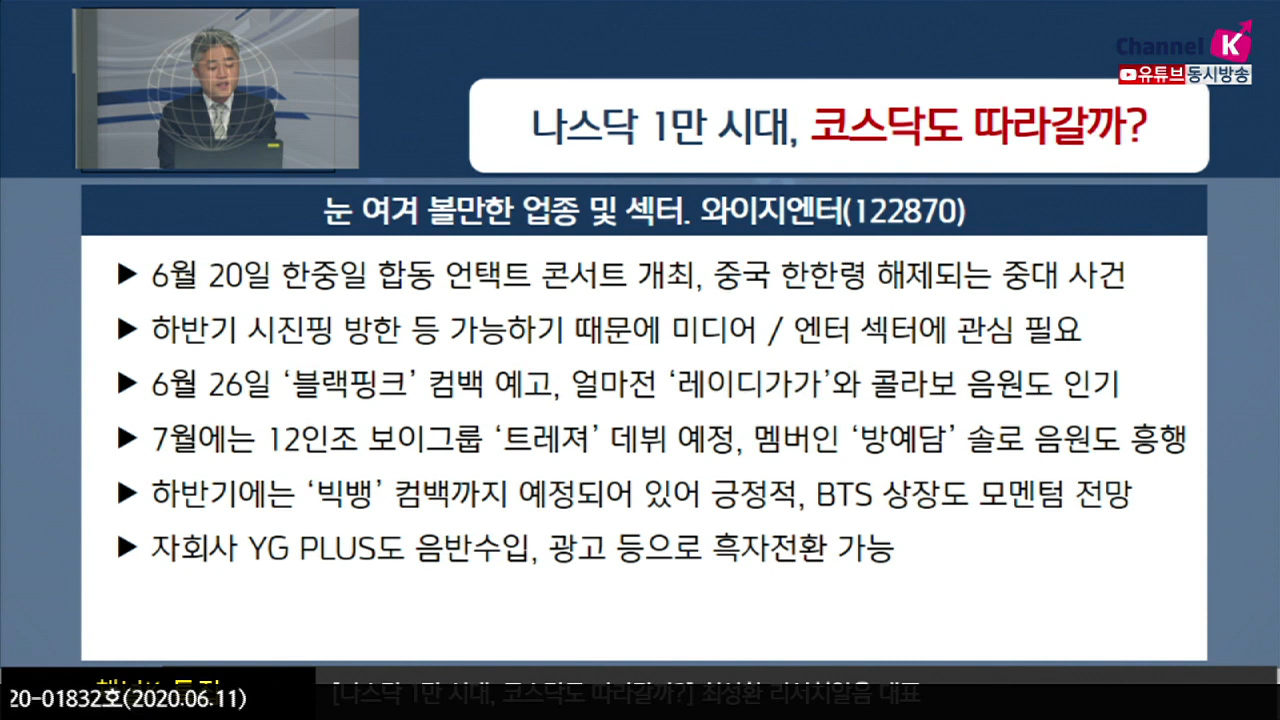 Channel K
유튜브동시방송
나스닥 1만 시대, 코스닥도 따라갈까?
눈 여겨 볼만한 업종 및 섹터. 와이지엔터(122870)
▶ 6월 20일 한중일 합동 언택트 콘서트 개최, 중국 한한령 해제되는 중대 사건
▶ 하반기 시진핑 방한 등 가능하기 때문에 미디어 / 엔터 섹터에 관심 필요
▶ 6월 26일 ‘블랙핑크’ 컴백 예고, 얼마전 ‘레이디가가’와 콜라보 음원도 인기
▶ 7월에는 12인조 보이그룹 ‘트레져’ 데뷔 예정, 멤버인 ‘방예담’ 솔로 음원도 흥행
▶ 하반기에는 ‘빅뱅’ 컴백까지 예정되어 있어 긍정적, BTS 상장도 모멘텀 전망
▶ 자회사 YG PLUS도 음반수입, 광고 등으로 흑자전환 가능
[나스닥 1만 시대, 코스닥도 따라갈까?] 최성환 리서치알음 대표
20-01832호(2020.06.11)